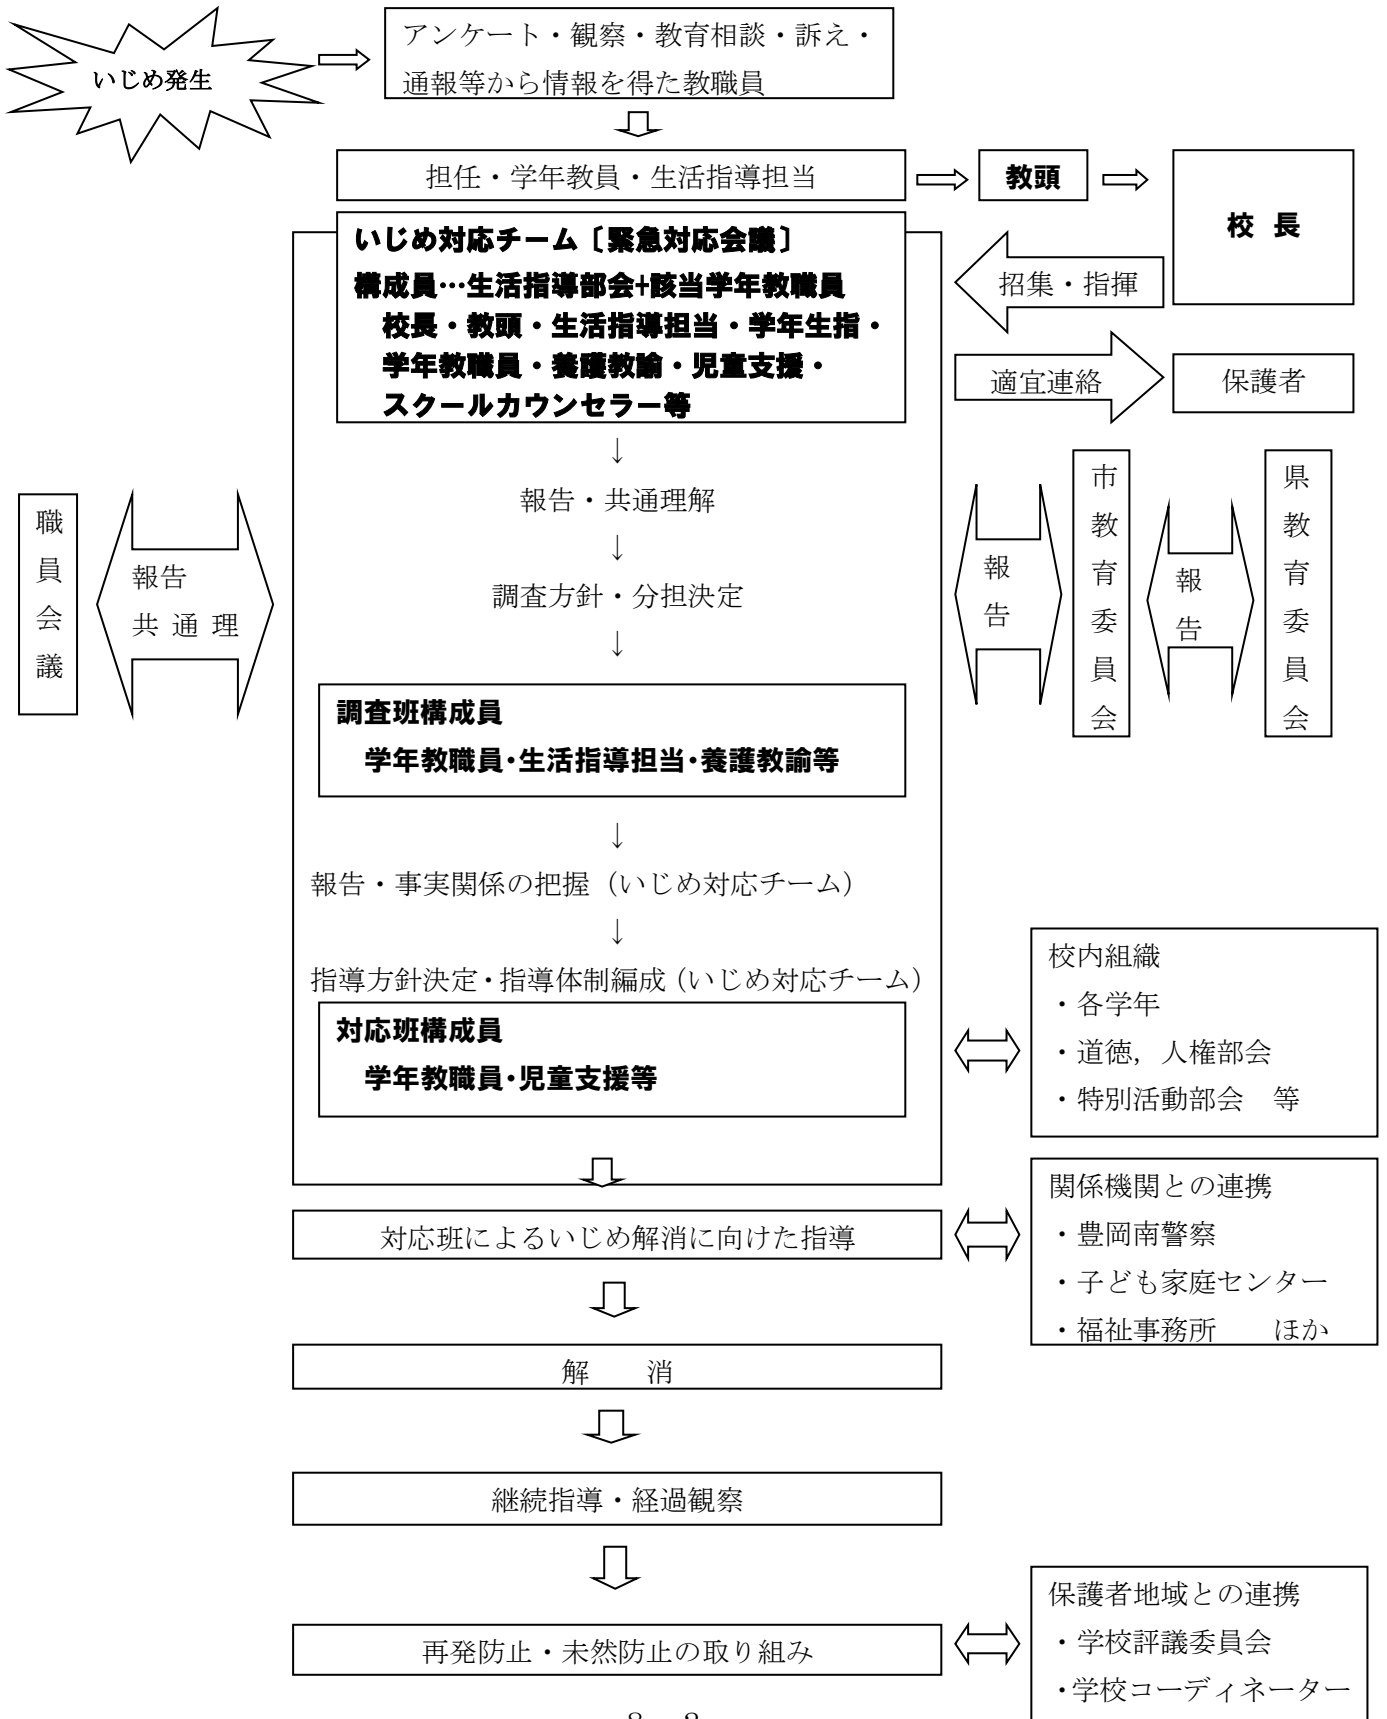 いじめ発生
アンケート・観察・教育相談・訴え・
通報等から情報を得た教職員
担任・学年教員・生活指導担当
教頭
校 長
いじめ対応チーム〔緊急対応会議〕
構成員…生活指導部会+該当学年教職員
校長・教頭・生活指導担当・学年生指・
学年教職員・養護教諭・児童支援・
スクールカウンセラー等
招集・指揮
適宜連絡
保護者
↓
報告・共通理解
↓
調査方針・分担決定
↓
職員会議
報告
共 通 理
報告
市教育委員会
報告
県教育委員会
調査班構成員
学年教職員・生活指導担当・養護教諭等
↓
報告・事実関係の把握（いじめ対応チーム）
↓
指導方針決定・指導体制編成（いじめ対応チーム）
対応班構成員
学年教職員・児童支援等
校内組織
・各学年
・道徳，人権部会
・特別活動部会　等
対応班によるいじめ解消に向けた指導
関係機関との連携
・豊岡南警察
・子ども家庭センター
・福祉事務所　　ほか
解　　消
継続指導・経過観察
再発防止・未然防止の取り組み
保護者地域との連携
・学校評議委員会
・学校コーディネーター